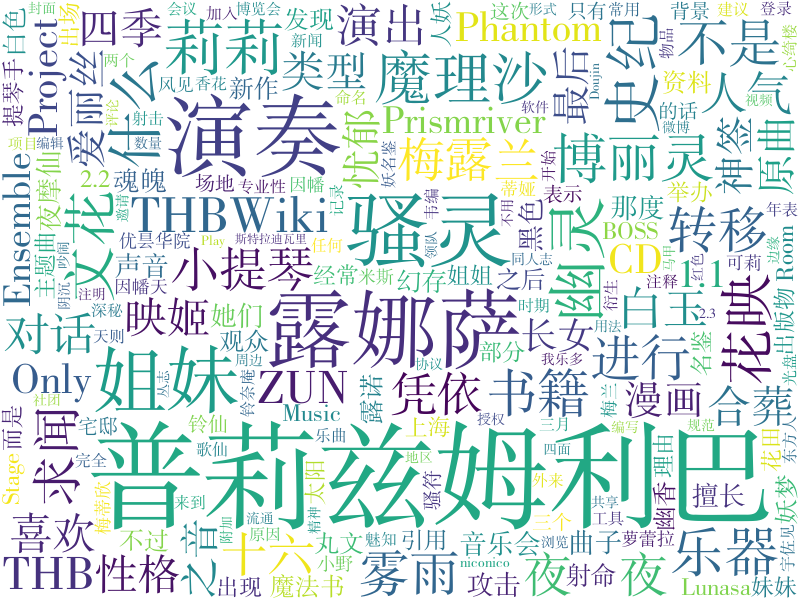 封面
会议
博览会
加入
新闻
发现
四季
莉莉
演出
Phantom
这次
形式
常用
只有
背景
建议
登录
白色
出场
提琴手
Project
爱丽丝
什么
风见香花
两个
新作
类型
魔理沙
人妖
最后
史纪
不是
人气
物品
心绮楼
资料
的话
视频
Doujin
软件
微博
命名
Prismriver
演奏
忧郁
梅露兰
博丽灵
神签
原曲
评论
射击
数量
项目
编辑
Ensemble
夜摩仙
2.2
魂魄
场地
专业性
因幡
记录
妖名鉴
开始
蒂娅
表示
举办
年表
邀请
主题曲
文花
THBWiki
骚灵
幽灵
韦编
不用
黑色
那度
BOSS
转移
优昙华院
Play
斯特拉迪瓦里
任何
领队
同人志
CD
1.1
马甲
红色
边缘
Room
吵闹
阴沉
注明
声音
小提琴
因幡天
经常
米斯
幻存
姐姐
之后
注释
可莉
衍生
白玉
出版物
对话
深秘
天则
映姬
她们
露娜萨
时期
长女
用法
2.3
花映
光盘
观众
部分
进行
名鉴
Only
姐妹
周边
丛志
铃奈庵
ZUN
露诺
协议
凭依
书籍
我乐多
漫画
合葬
Music
求闻
社团
宅邸
而是
铃仙
乐曲
上海
授权
三月
编写
梅兰
规范
花田
东方人
Stage
完全
歌仙
普莉兹姆利巴
地区
四面
理由
太阳
骚符
外来
幽香
擅长
妖梦
喜欢
来到
梅蒂欣
附加
流通
精神
不过
之音
十六
原因
丸文
魅知
引用
共享
三个
工具
音乐会
浏览
曲子
萝蕾拉
宇佐见
乐器
THB
性格
出现
小野
魔法书
雾雨
niconico
攻击
夜
射命
夜
Lunasa
妹妹